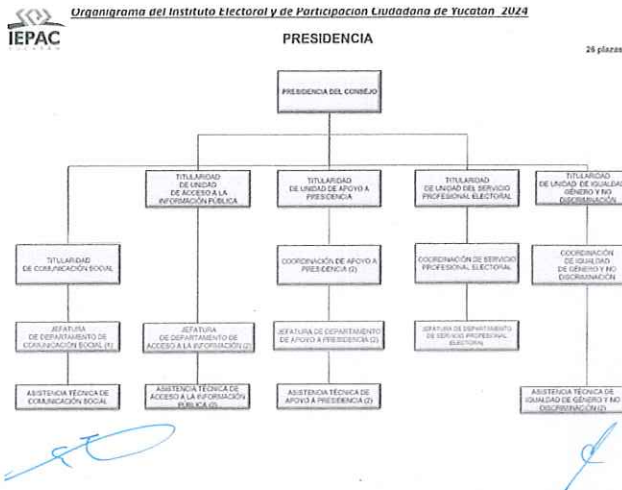 Organigrama del Instituto Electoral y de Participación Ciudadana de Yucatán 2024
IEPAC
YUCATÁN
PRESIDENCIA
26 plazas
PRESIDENCIA DEL CONSEJO
TITULARIDAD
DE UNIDAD
DE ACCESO A LA
INFORMACIÓN PÚBLICA
TITULARIDAD
DE UNIDAD DE APOYO A
PRESIDENCIA
TITULARIDAD
DE UNIDAD DEL SERVICIO
PROFESIONAL ELECTORAL
TITULARIDAD
DE UNIDAD DE IGUALDAD
GÉNERO Y NO
DISCRIMINACIÓN
TITULARIDAD
DE COMUNICACIÓN SOCIAL
COORDINACIÓN DE APOYO A
PRESIDENCIA (2)
COORDINACIÓN DE SERVICIO
PROFESIONAL ELECTORAL
COORDINACIÓN
DE IGUALDAD
DE GÉNERO Y NO
DISCRIMINACIÓN
JEFATURA
DE DEPARTAMENTO DE
COMUNICACIÓN SOCIAL
JEFATURA
DE DEPARTAMENTO DE
ACCESO A LA INFORMACIÓN (2)
JEFATURA DE DEPARTAMENTO
DE APOYO A PRESIDENCIA (2)
JEFATURA DE DEPARTAMENTO
DE SERVICIO PROFESIONAL
ELECTORAL
ASISTENCIA TÉCNICA DE
COMUNICACIÓN SOCIAL
ASISTENCIA TÉCNICA DE
ACCESO A LA INFORMACIÓN
PÚBLICA (2)
ASISTENCIA TÉCNICA DE
APOYO A PRESIDENCIA (2)
ASISTENCIA TÉCNICA DE
IGUALDAD DE GÉNERO Y NO
DISCRIMINACIÓN (2)